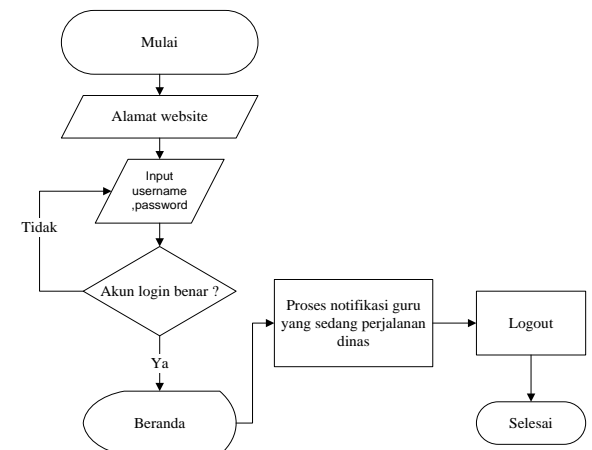 Mulai
Alamat website
Input
username
,password
Tidak
Akun login benar ?
Ya
Beranda
Proses notifikasi guru
yang sedang perjalanan
dinas
Logout
Selesai